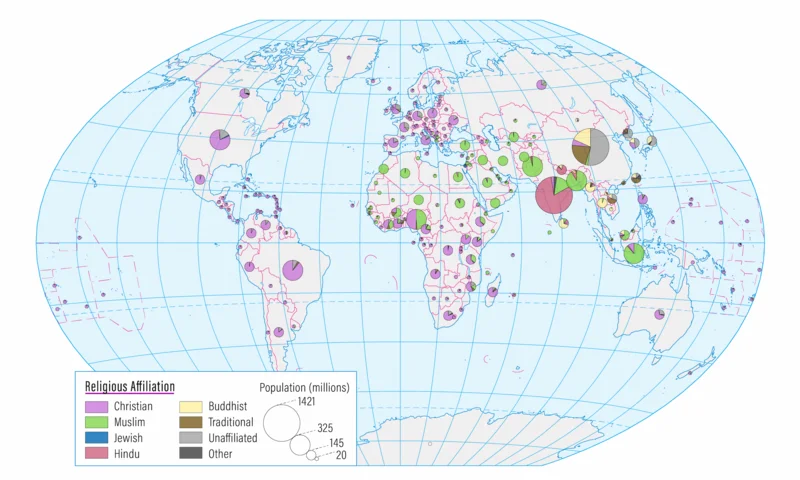 Religious Affiliation
Christian
Muslim
Jewish
Hindu
Buddhist
Traditional
Unaffiliated
Other
Population (millions)
1421
325
145
20